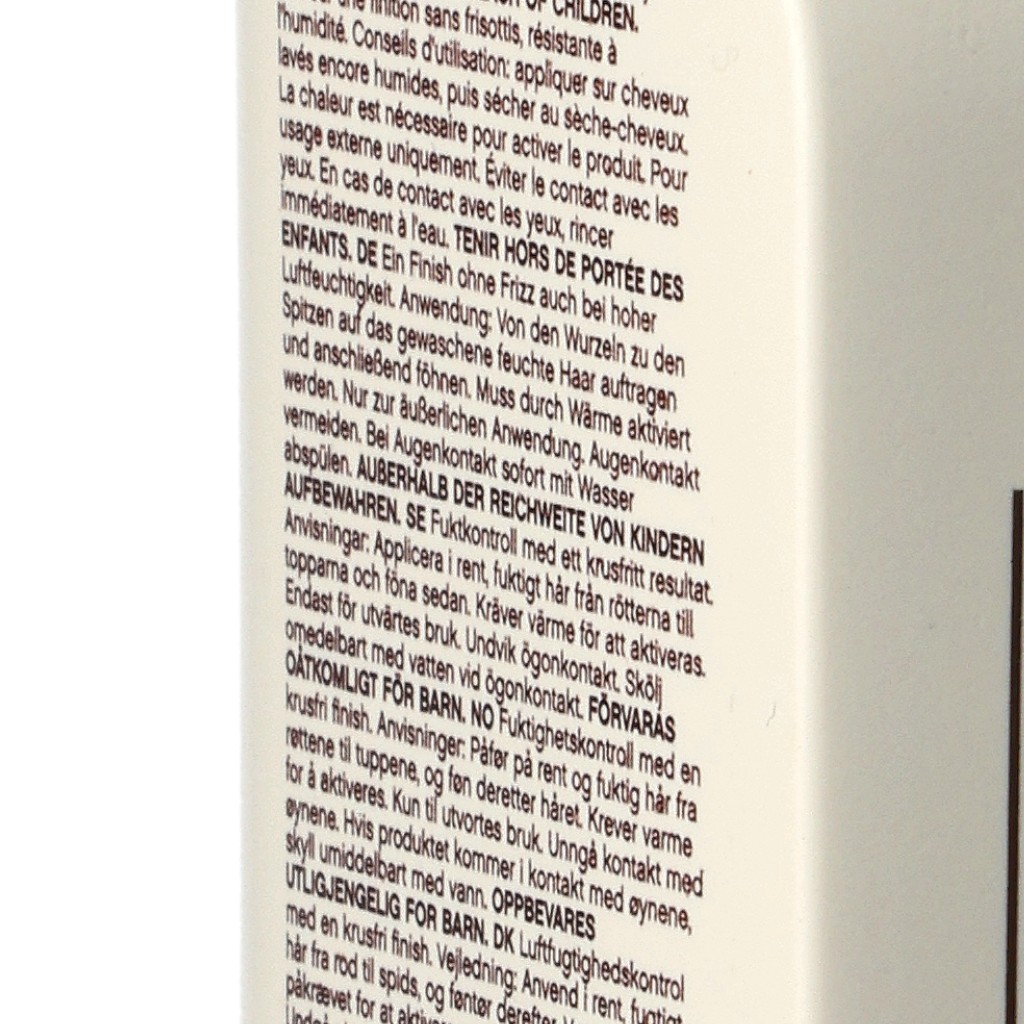 OF CHILDREN.
une finition sans frisottis, résistante à
l'humidité. Conseils d'utilisation: appliquer sur cheveux
lavés encore humides, puis sécher au sèche-cheveux.
La chaleur est nécessaire pour activer le produit. Pour
usage externe uniquement. Éviter le contact avec les
yeux. En cas de contact avec les yeux, rincer
immédiatement à l'eau. TENIR HORS DE PORTÉE DES
ENFANTS. DE Ein Finish ohne Frizz auch bei hoher
Luftfeuchtigkeit. Anwendung: Von den Wurzeln zu den
Spitzen auf das gewaschene feuchte Haar auftragen
und anschließend föhnen. Muss durch Wärme aktiviert
werden. Nur zur äußerlichen Anwendung. Augenkontakt
vermeiden. Bei Augenkontakt sofort mit Wasser
abspülen. AUßERHALB DER REICHWEITE VON KINDERN
AUFBEWAHREN. SE Fuktkontroll med ett krusfritt resultat.
Anvisningar: Applicera i rent, fuktigt hår från rötterna till
topparna och föna sedan. Kräver värme för att aktiveras.
Endast för utvärtes bruk. Undvik ögonkontakt. Skölj
omedelbart med vatten vid ögonkontakt. FÖRVARAS
OÅTKOMLIGT FÖR BARN. NO Fuktighetskontroll med en
krusfri finish. Anvisninger: Påfør på rent og fuktig hår fra
røttene til tuppene, og føn deretter håret. Krever varme
for å aktiveres. Kun til utvortes bruk. Unngå kontakt med
øynene. Hvis produktet kommer i kontakt med øynene,
skyll umiddelbart med vann. OPPBEVARES
UTLIGJENGELIG FOR BARN. DK Luftfugtighedskontrol
med en krusfri finish. Vejledning: Anvend i rent, fugtigt
hår fra rod til spids, og føntør derefter.
påkrævet for at